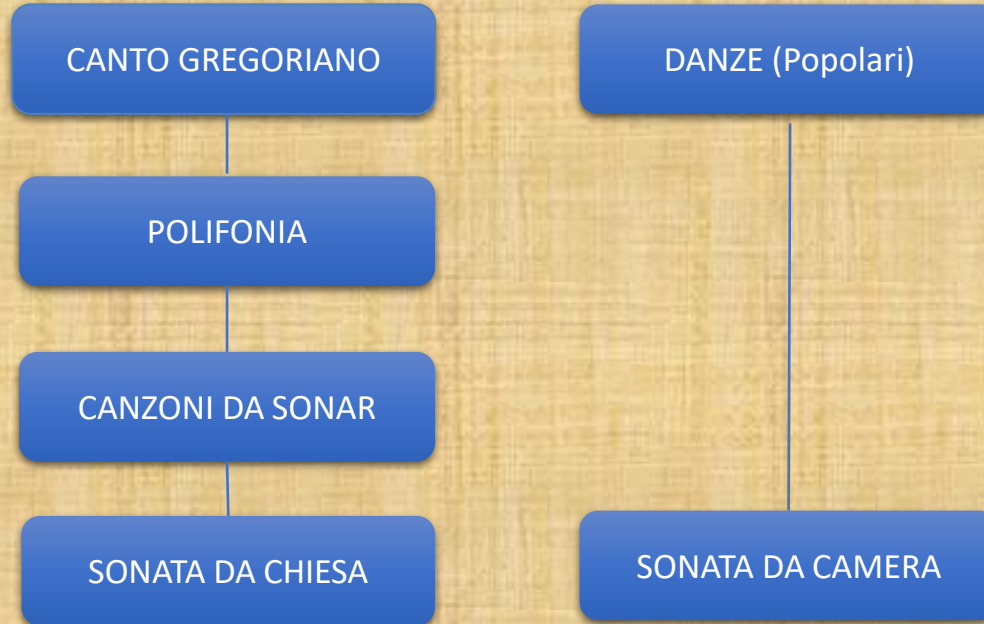 CANTO GREGORIANO
POLIFONIA
CANZONI DA SONAR
SONATA DA CHIESA
DANZE (Popolari)
SONATA DA CAMERA